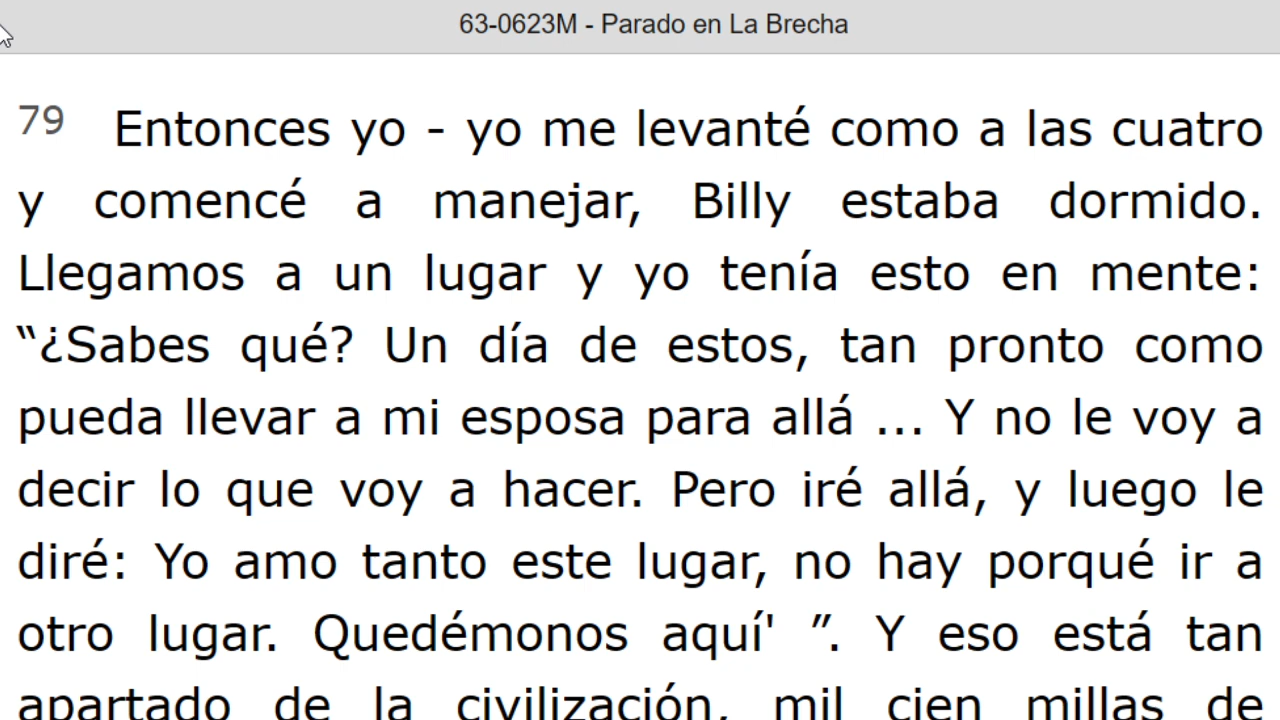 63-0623M - Parado en La Brecha
79 Entonces yo - yo me levanté como a las cuatro
y comencé a manejar, Billy estaba dormido.
Llegamos a un lugar y yo tenía esto en mente:
“¿Sabes qué? Un día de estos, tan pronto como
pueda llevar a mi esposa para allá ... Y no le voy a
decir lo que voy a hacer. Pero iré allá, y luego le
diré: Yo amo tanto este lugar, no hay porqué ir a
otro lugar. Quedémonos aquí' ”. Y eso está tan
apartado de la civilización, mil cien millas de